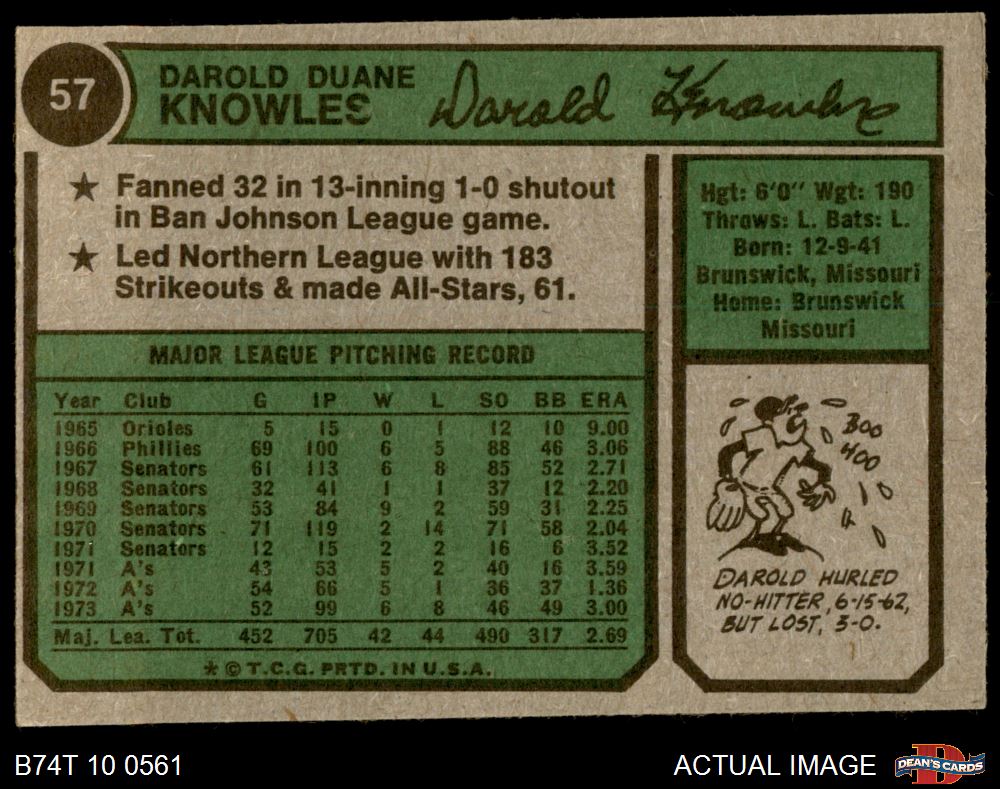 57
DAROLD DUANE
KNOWLES
Darold Knowles
★ Fanned 32 in 13-inning 1-0 shutout
in Ban Johnson League game.
★ Led Northern League with 183
Strikeouts & made All-Stars, 61.
Hgt: 6'0" Wgt: 190
Throws: L. Bats: L.
Born: 12-9-41
Brunswick, Missouri
Home: Brunswick
Missouri
MAJOR LEAGUE PITCHING RECORD
Year Club G IP W L SO BB ERA
1965 Orioles 5 15 0 1 12 10 9.00
1966 Phillies 69 100 6 5 88 46 3.06
1967 Senators 61 113 6 8 85 52 2.71
1968 Senators 32 41 1 1 37 12 2.20
1969 Senators 53 84 9 2 59 31 2.25
1970 Senators 71 119 2 14 71 58 2.04
1971 Senators 12 15 2 2 16 6 3.52
1971 A's 43 53 5 2 40 16 3.59
1972 A's 54 66 5 1 36 37 1.36
1973 A's 52 99 6 8 46 49 3.00
Maj. Lea. Tot. 452 705 42 44 490 317 2.69
* © T.C.G. PRTD. IN U.S.A.
BOO
HOO
DAROLD HURLED
NO-HITTER, 6-15-62,
BUT LOST, 3-0.
B74T 10 0561
ACTUAL IMAGE
D
DEAN'S CARDS